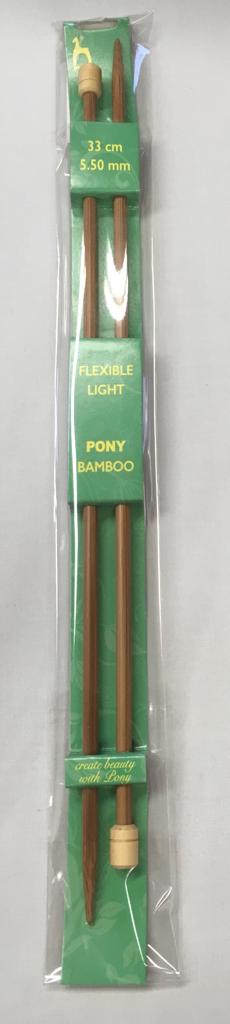 33 cm
5.50 mm
FLEXIBLE
LIGHT
PONY
BAMBOO
create beauty
with Pony